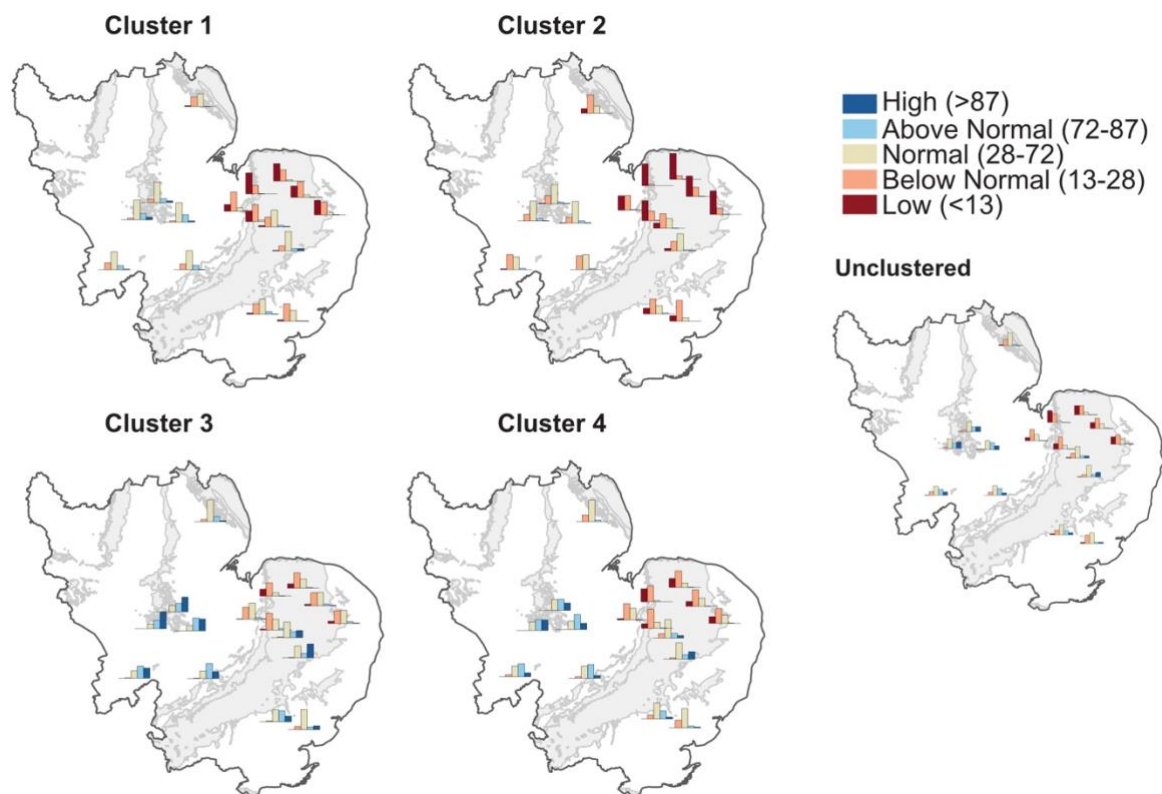 Cluster 1
Cluster 2
High (>87)
Above Normal (72-87)
Normal (28-72)
Below Normal (13-28)
Low (<13)
Unclustered
Cluster 3
Cluster 4